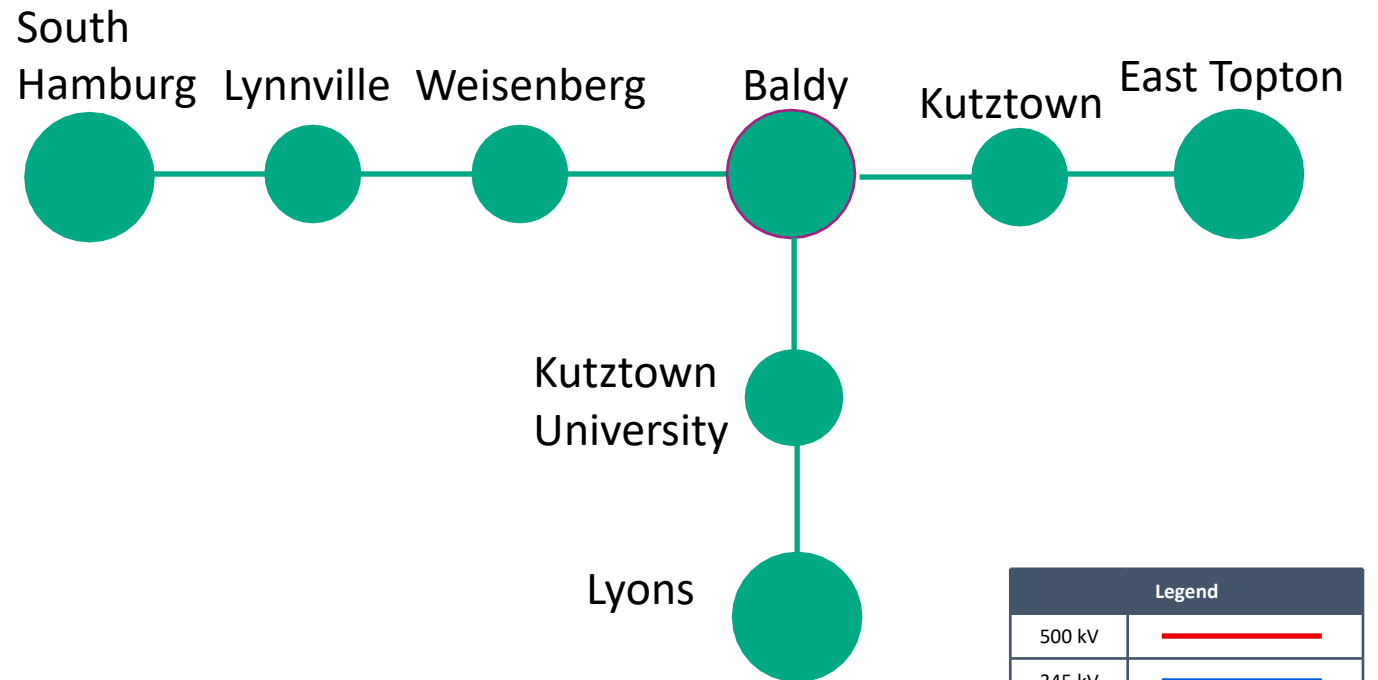 South
Hamburg
Lynnville
Weisenberg
Baldy
Kutztown
East Topton
Kutztown
University
Lyons
Legend
500 kV